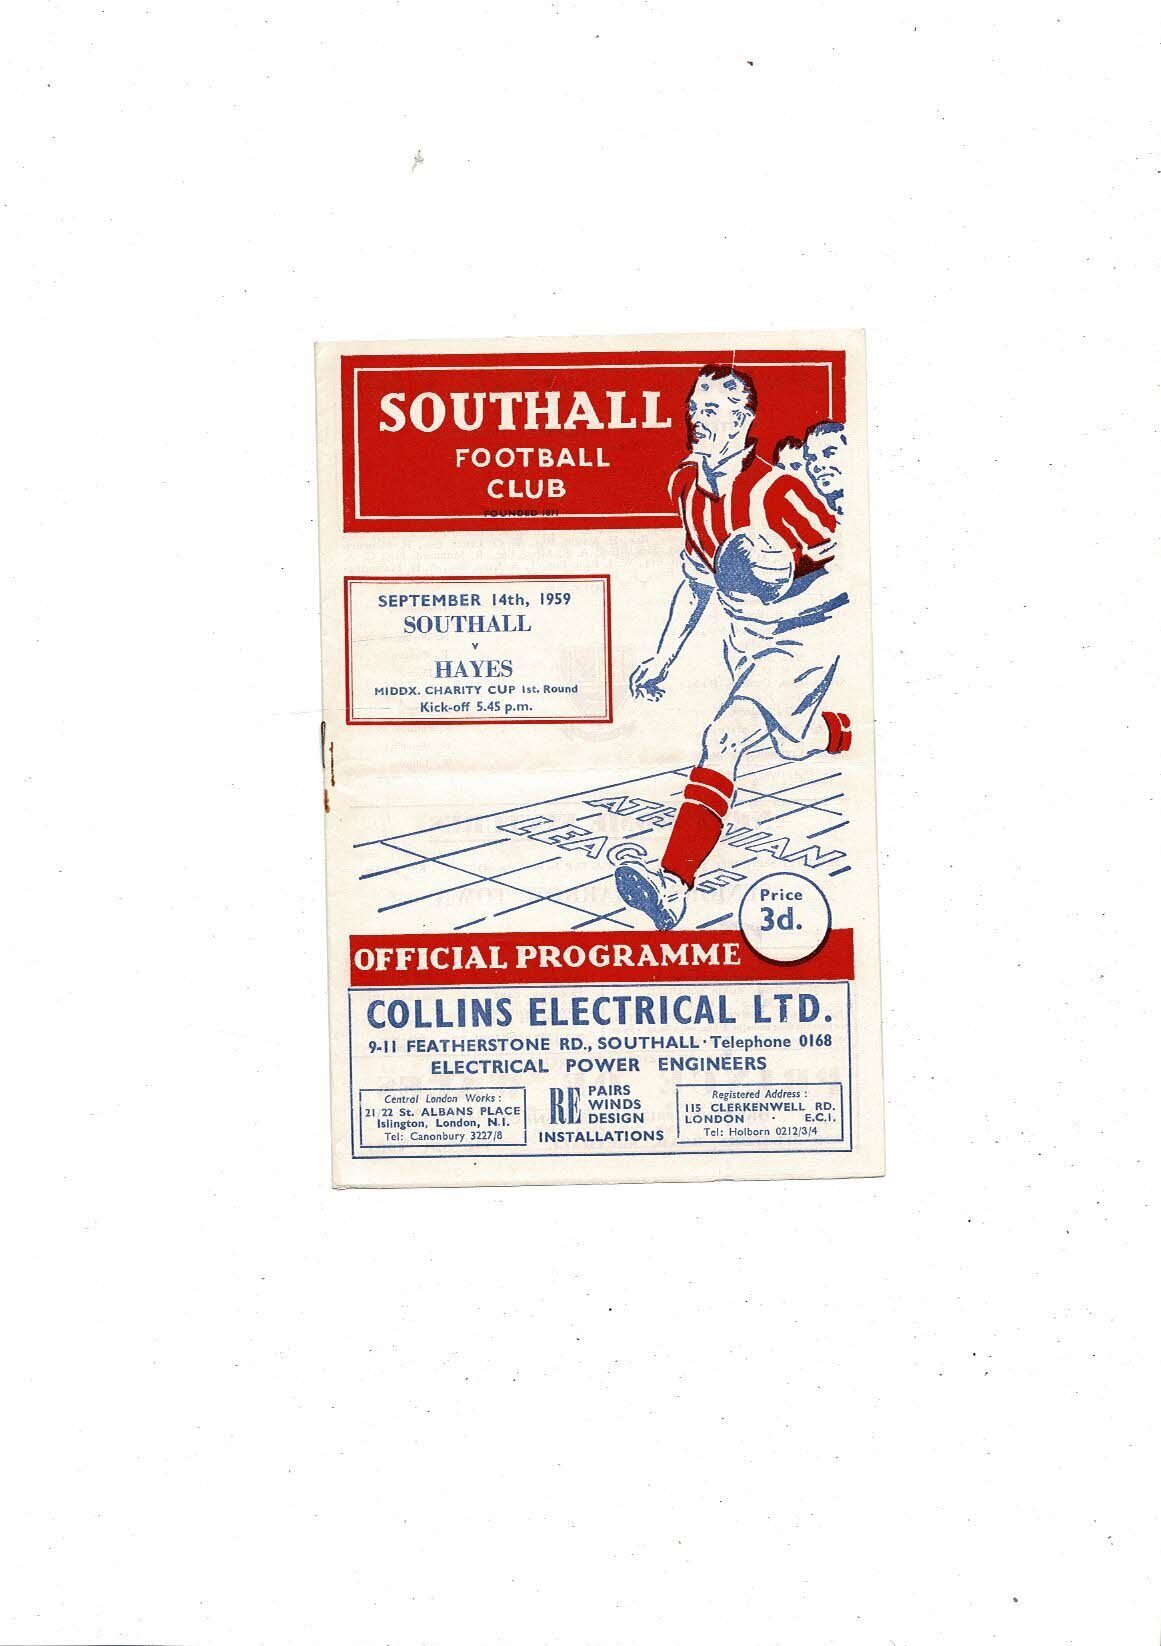 SOUTHALL
FOOTBALL
CLUB
FOUNDED 1871
SEPTEMBER 14th, 1959
SOUTHALL
v
HAYES
MIDDX. CHARITY CUP 1st. Round
Kick-off 5.45 p.m.
ATHENIAN
LEAGUE
Price
3d.
OFFICIAL PROGRAMME
COLLINS ELECTRICAL LTD.
9-11 FEATHERSTONE RD., SOUTHALL · Telephone 0168
ELECTRICAL POWER ENGINEERS
Central London Works :
21/22 St. ALBANS PLACE
Islington, London, N.1.
Tel: Canonbury 3227/8
RE PAIRS
WINDS
DESIGN
INSTALLATIONS
Registered Address :
115 CLERKENWELL RD.
LONDON · E.C.1.
Tel: Holborn 0212/3/4